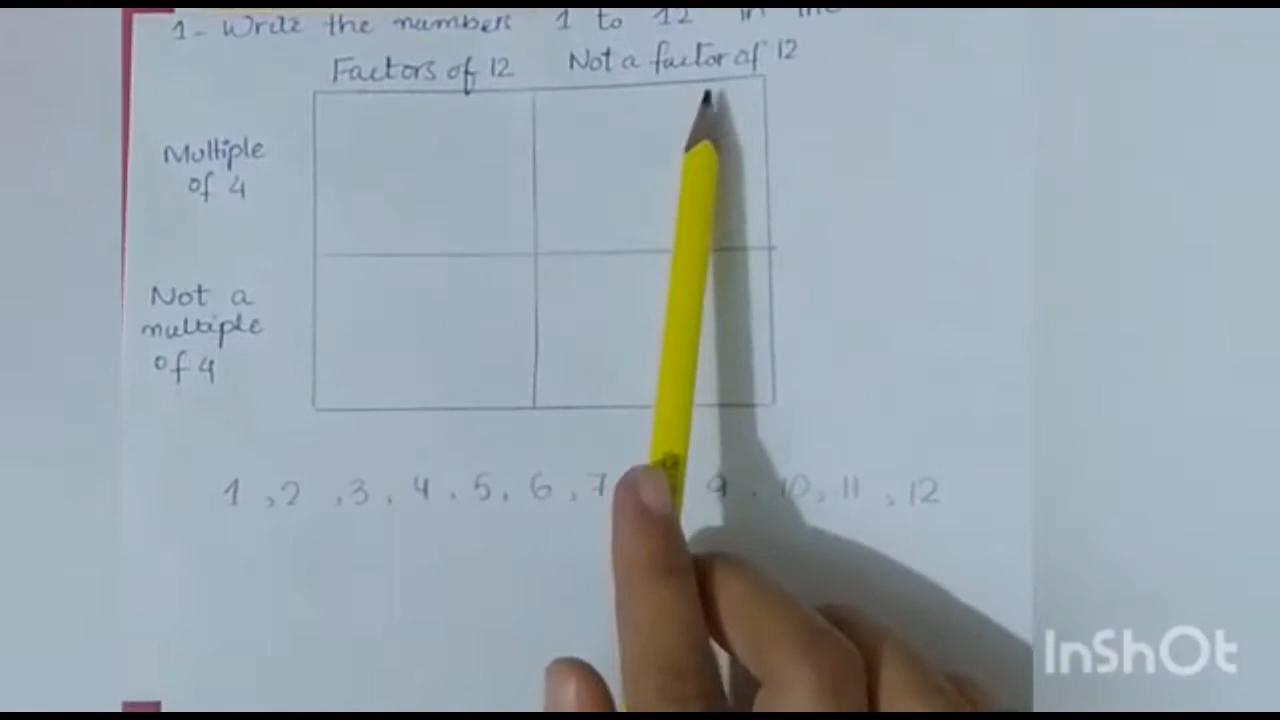 1- Write the numbers 1 to 12 in the
Factors of 12 Not a factor of 12
Multiple
of 4
Not a
multiple
of 4
1 , 2 , 3 , 4 , 5 , 6 , 7 9 , 10 , 11 , 12
InShOt